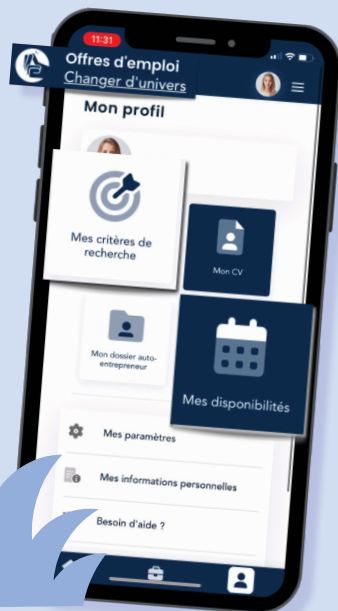 11:31
Offres d'emploi
Changer d'univers
Mon profil
Mes critères de
recherche
Mon CV
Mon dossier auto-
entrepreneur
Mes disponibilités
Mes paramètres
Mes informations personnelles
Besoin d'aide ?